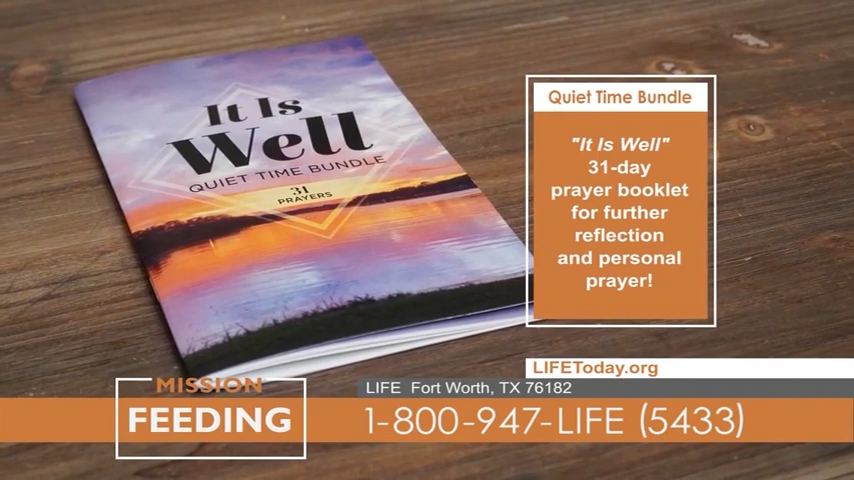 It Is
Well
QUIET TIME BUNDLE
31
PRAYERS
Quiet Time Bundle
"It Is Well"
31-day
prayer booklet
for further
reflection
and personal
prayer!
LIFEToday.org
MISSION
FEEDING
LIFE Fort Worth, TX 76182
1-800-947-LIFE (5433)